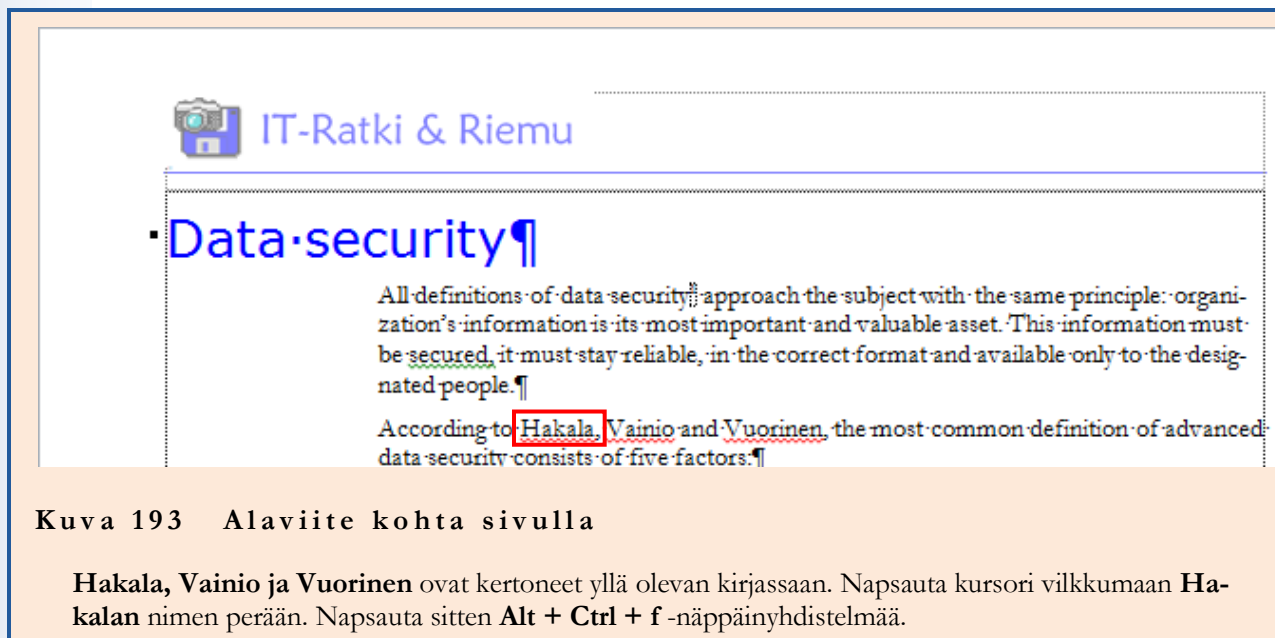 IT-Ratki & Riemu
Data·security¶
All·definitions·of·data·security·approach·the·subject·with·the·same·principle:·organi-
zation's·information·is·its·most·important·and·valuable·asset.·This·information·must·
be·secured,·it·must·stay·reliable,·in·the·correct·format·and·available·only·to·the·desig-
nated·people.¶
According·to·Hakala,·Vainio·and·Vuorinen,·the·most·common·definition·of·advanced·
data·security·consists·of·five·factors:¶
Kuva 193 Alaviite kohta sivulla
Hakala, Vainio ja Vuorinen ovat kertoneet yllä olevan kirjassaan. Napsauta kursori vilkkumaan Ha-
kalan nimen perään. Napsauta sitten Alt + Ctrl + f -näppäinyhdistelmää.